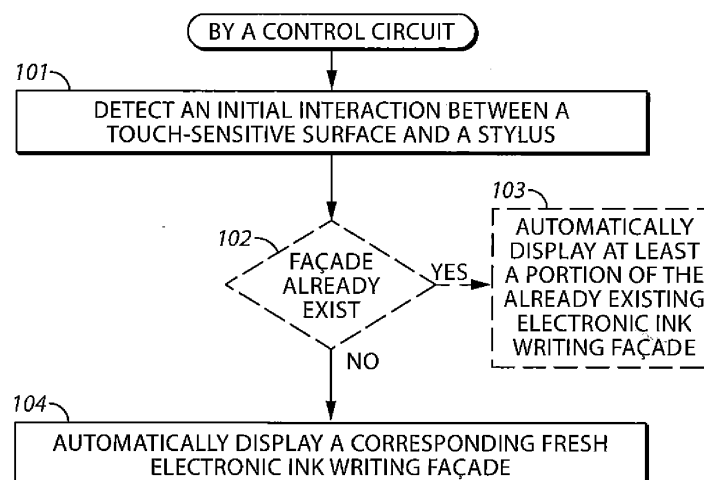 BY A CONTROL CIRCUIT
101
DETECT AN INITIAL INTERACTION BETWEEN A
TOUCH-SENSITIVE SURFACE AND A STYLUS
102
FAÇADE
ALREADY
EXIST
YES
NO
103
AUTOMATICALLY
DISPLAY AT LEAST
A PORTION OF THE
ALREADY EXISTING
ELECTRONIC INK
WRITING FAÇADE
104
AUTOMATICALLY DISPLAY A CORRESPONDING FRESH
ELECTRONIC INK WRITING FAÇADE